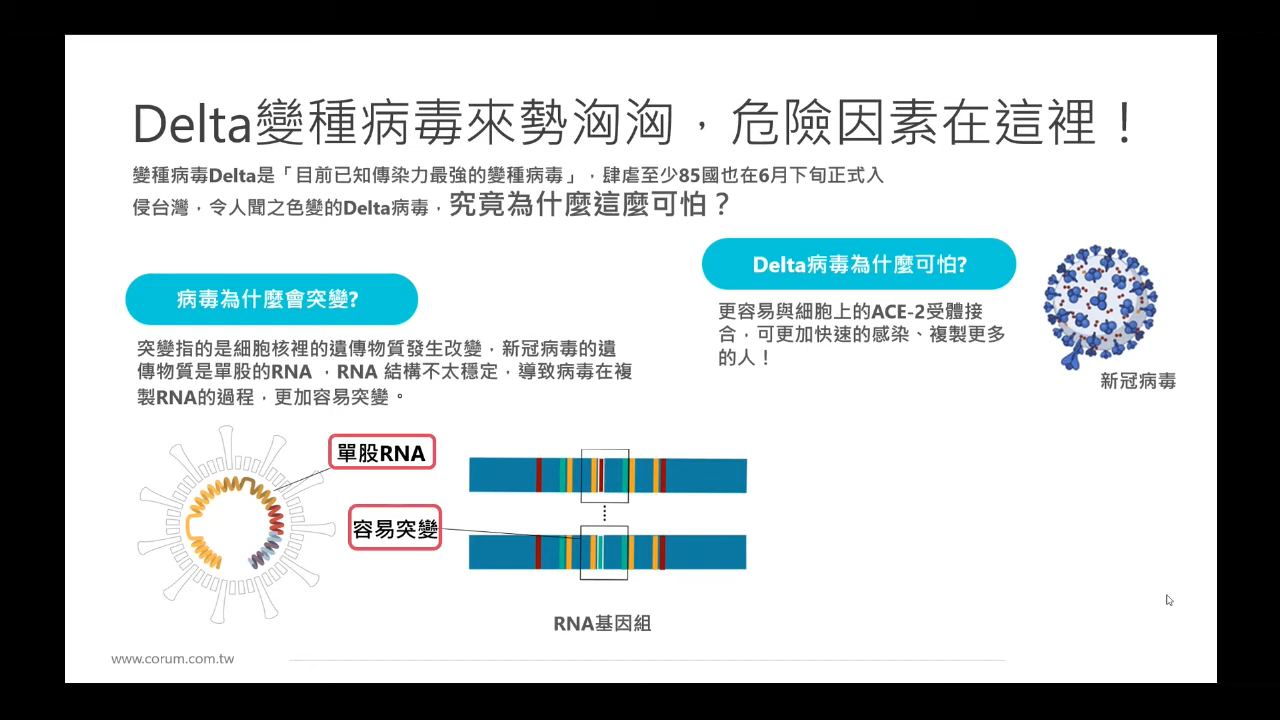 Delta變種病毒來勢洶洶，危險因素在這裡！
變種病毒Delta是「目前已知傳染力最強的變種病毒」，肆虐至少85國也在6月下旬正式入
侵台灣，令人聞之色變的Delta病毒，究竟為什麼這麼可怕？
病毒為什麼會突變?
突變指的是細胞核裡的遺傳物質發生改變，新冠病毒的遺
傳物質是單股的RNA ，RNA 結構不太穩定，導致病毒在複
製RNA的過程，更加容易突變。
Delta病毒為什麼可怕?
更容易與細胞上的ACE-2受體接
合，可更加快速的感染、複製更多
的人！
新冠病毒
單股RNA
容易突變
RNA基因組
www.corum.com.tw